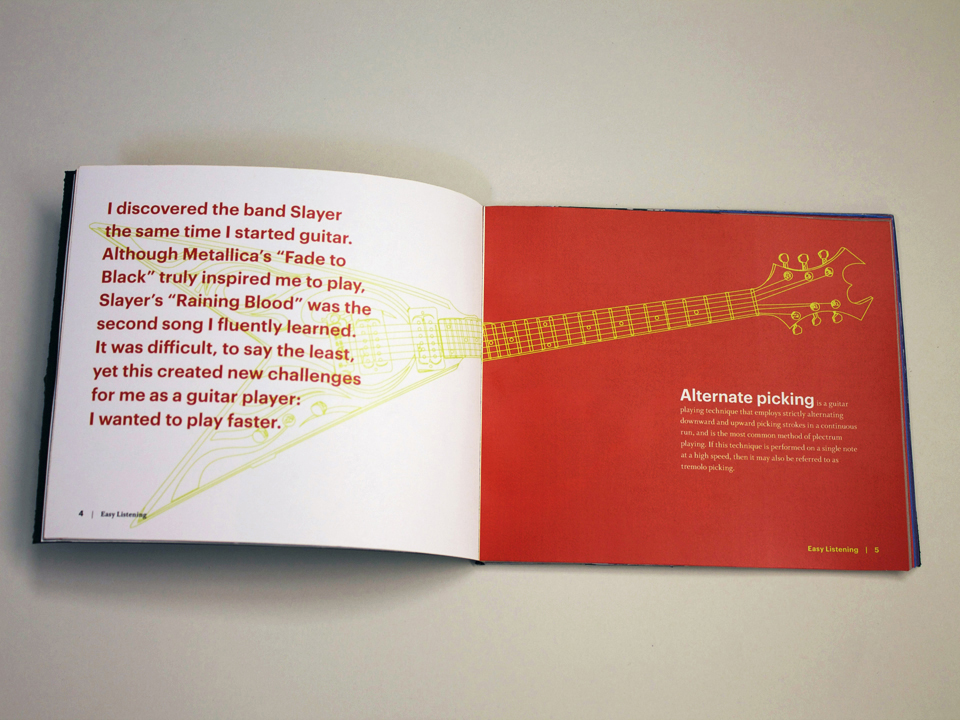 I discovered the band Slayer
the same time I started guitar.
Although Metallica’s “Fade to
Black” truly inspired me to play,
Slayer’s “Raining Blood” was the
second song I fluently learned.
It was difficult, to say the least,
yet this created new challenges
for me as a guitar player:
I wanted to play faster.
4 | Easy Listening
Alternate picking is a guitar
playing technique that employs strictly alternating
downward and upward picking strokes in a continuous
run, and is the most common method of plectrum
playing. If this technique is performed on a single note
at a high speed, then it may also be referred to as
tremolo picking.
Easy Listening | 5